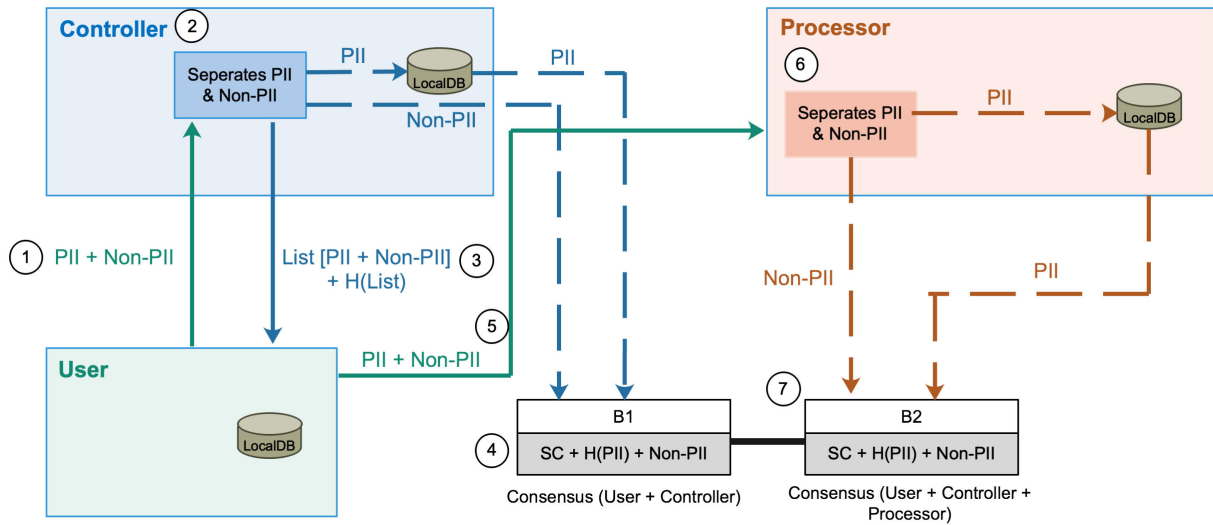 Controller
2
Seperates PII
& Non-PII
PII
LocalDB
PII
Non-PII
Processor
6
Seperates PII
& Non-PII
PII
LocalDB
1
PII + Non-PII
List [PII + Non-PII]
+ H(List)
3
Non-PII
PII
5
PII + Non-PII
User
LocalDB
4
B1
SC + H(PII) + Non-PII
Consensus (User + Controller)
7
B2
SC + H(PII) + Non-PII
Consensus (User + Controller +
Processor)